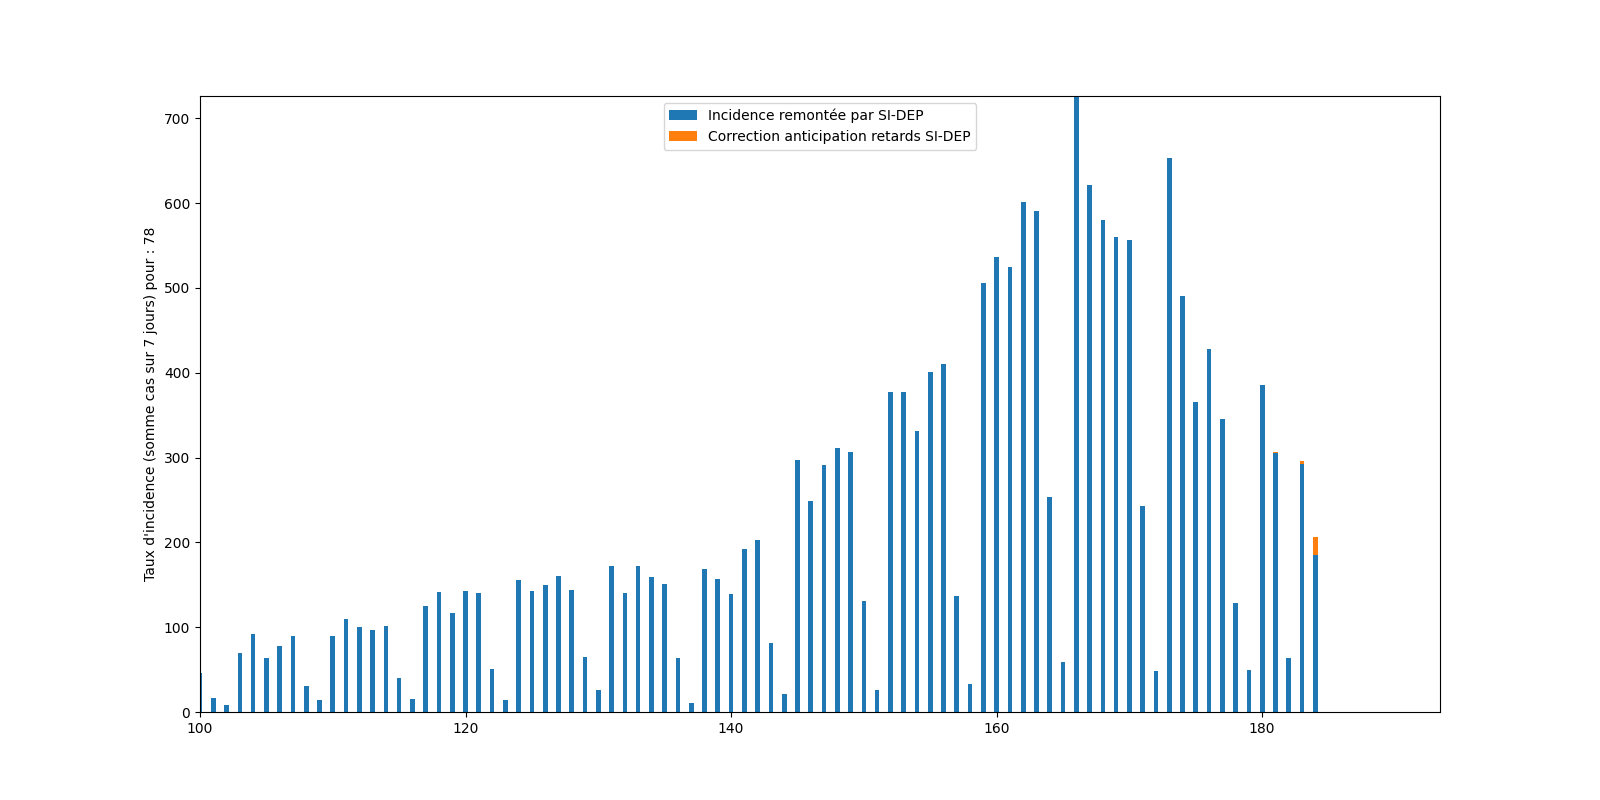 Incidence remontée par SI-DEP
Correction anticipation retards SI-DEP
Taux d'incidence (somme cas sur 7 jours) pour : 78
700
600
500
400
300
200
100
0
100 120 140 160 180